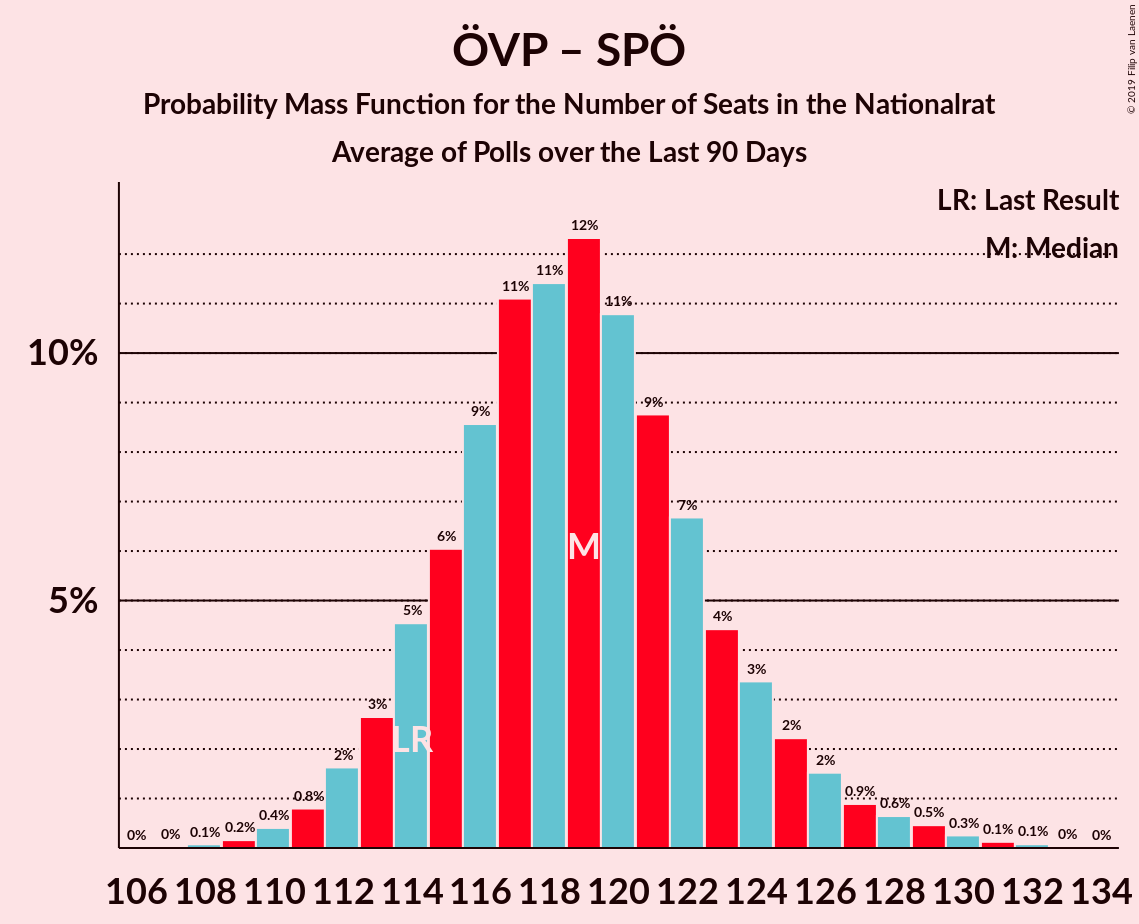 ÖVP – SPÖ
Probability Mass Function for the Number of Seats in the Nationalrat
Average of Polls over the Last 90 Days
© 2019 Filip van Laenen
LR: Last Result
M: Median
10%
5%
0% 0% 0.1% 0.2% 0.4% 0.8% 2% 3% 5% 6% 9% 11% 11% 12% 11% 9% 7% 4% 3% 2% 2% 0.9% 0.6% 0.5% 0.3% 0.1% 0.1% 0% 0%
M
LR
106 108 110 112 114 116 118 120 122 124 126 128 130 132 134